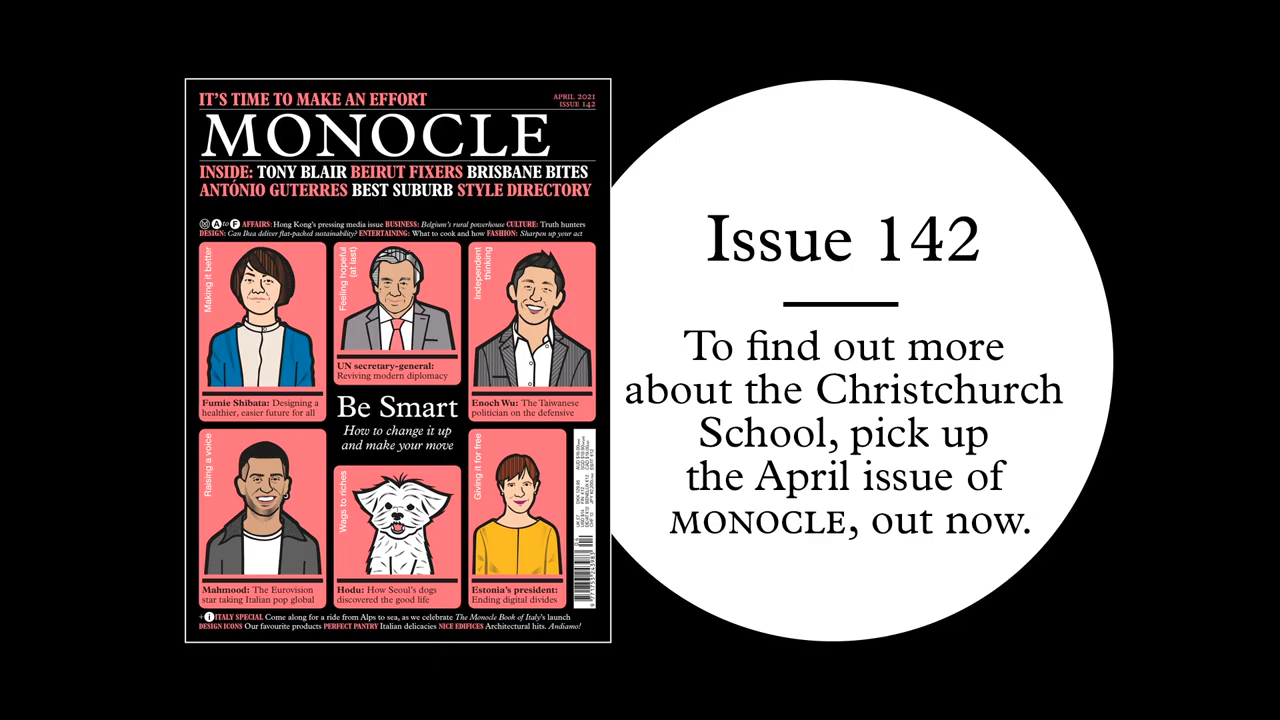 IT'S TIME TO MAKE AN EFFORT
APRIL 2021
ISSUE 142
MONOCLE
INSIDE: TONY BLAIR BEIRUT FIXERS BRISBANE BITES
ANTÓNIO GUTERRES BEST SUBURB STYLE DIRECTORY
A to F AFFAIRS: Hong Kong's pressing media issue BUSINESS: Belgium's rural powerhouse CULTURE: Truth hunters
DESIGN: Can Ikea deliver flat-packed sustainability? ENTERTAINING: What to cook and how FASHION: Sharpen up your act
Making it better
Fumie Shibata: Designing a
healthier, easier future for all
Feeling hopeful
(at last)
UN secretary-general:
Reviving modern diplomacy
Independent
thinking
Enoch Wu: The Taiwanese
politician on the defensive
Be Smart
How to change it up
and make your move
Raising a voice
Mahmood: The Eurovision
star taking Italian pop global
Wags to riches
Hodu: How Seoul's dogs
discovered the good life
Giving it for free
Estonia's president:
Ending digital divides
+ i ITALY SPECIAL Come along for a ride from Alps to sea, as we celebrate The Monocle Book of Italy's launch
DESIGN ICONS Our favourite products PERFECT PANTRY Italian delicacies NICE EDIFICES Architectural hits. Andiamo!
Issue 142
To find out more
about the Christchurch
School, pick up
the April issue of
MONOCLE, out now.